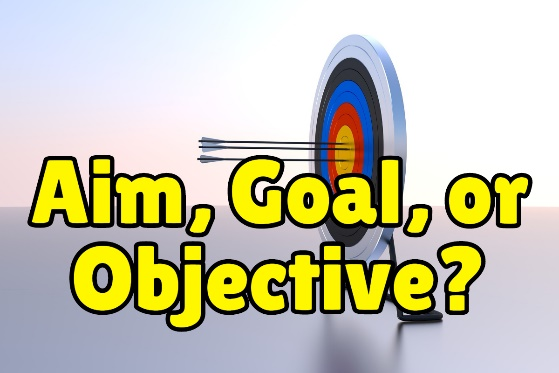 Aim, Goal, or
Objective?